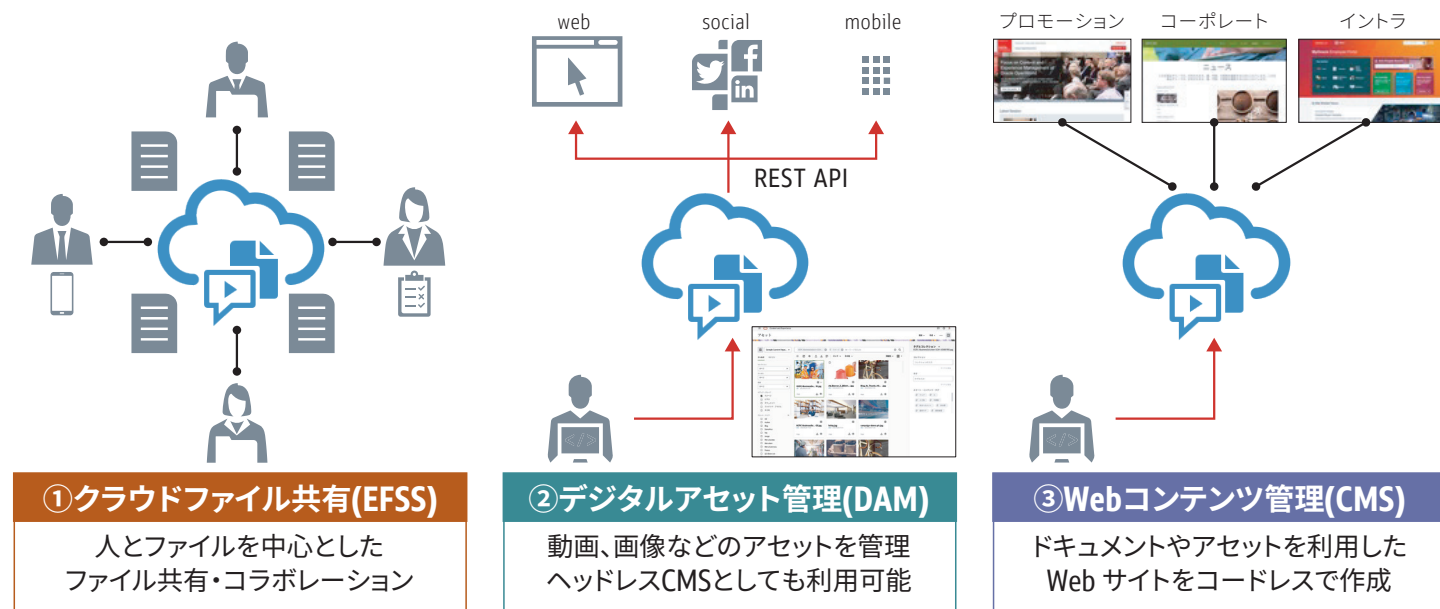 web
social
mobile
REST API
プロモーション
コーポレート
イントラ
アセット
①クラウドファイル共有(EFSS)
人とファイルを中心とした
ファイル共有・コラボレーション
②デジタルアセット管理(DAM)
動画、画像などのアセットを管理
ヘッドレスCMSとしても利用可能
③Webコンテンツ管理(CMS)
ドキュメントやアセットを利用した
Web サイトをコードレスで作成